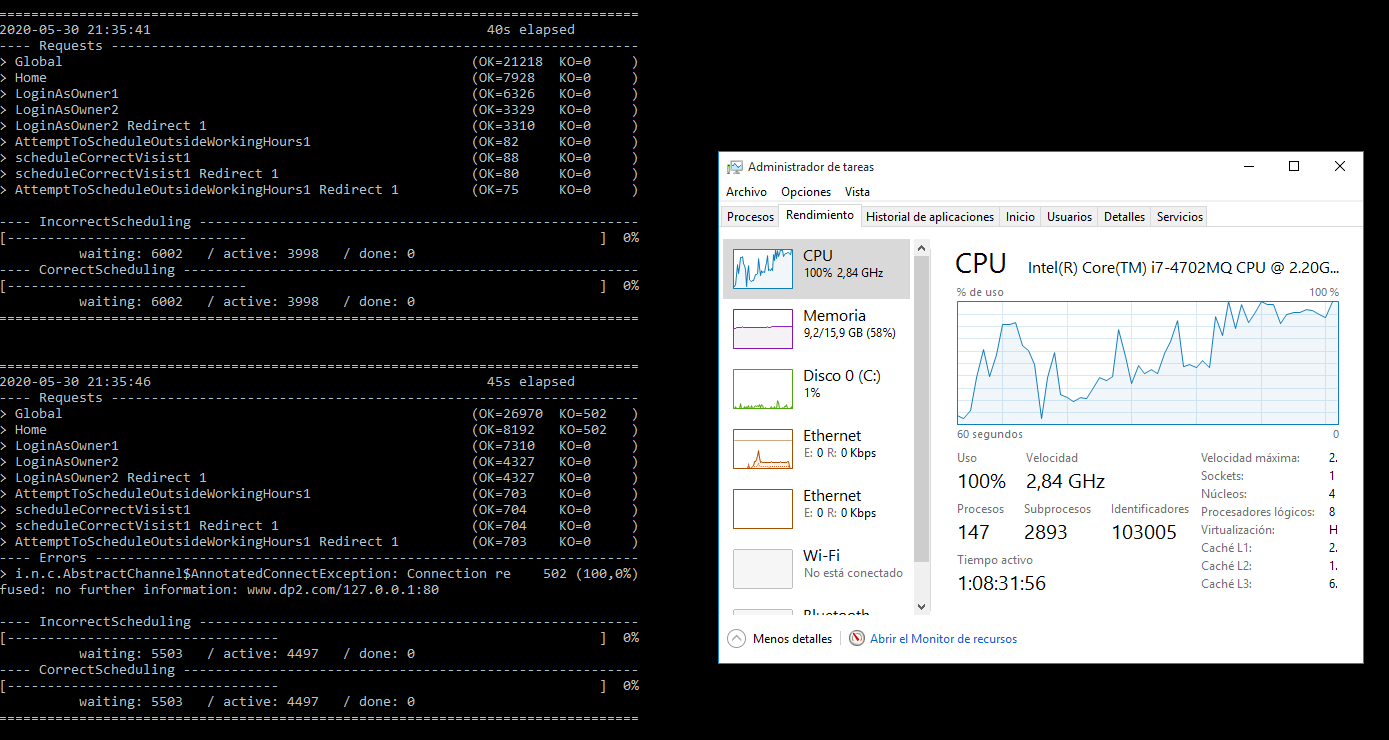 ================================================================================
2020-05-30 21:35:41                                          40s elapsed
---- Requests ------------------------------------------------------------------
> Global                                                   (OK=21218  KO=0     )
> Home                                                     (OK=7928   KO=0     )
> LoginAsOwner1                                            (OK=6326   KO=0     )
> LoginAsOwner2                                            (OK=3329   KO=0     )
> LoginAsOwner2 Redirect 1                                 (OK=3310   KO=0     )
> AttemptToScheduleOutsideWorkingHours1                    (OK=82     KO=0     )
> scheduleCorrectVisist1                                   (OK=88     KO=0     )
> scheduleCorrectVisist1 Redirect 1                        (OK=80     KO=0     )
> AttemptToScheduleOutsideWorkingHours1 Redirect 1         (OK=75     KO=0     )
---- IncorrectScheduling -------------------------------------------------------
[------------------------------                                            ]  0%
          waiting: 6002   / active: 3998   / done: 0
---- CorrectScheduling ---------------------------------------------------------
[------------------------------                                            ]  0%
          waiting: 6002   / active: 3998   / done: 0
================================================================================
================================================================================
2020-05-30 21:35:46                                          45s elapsed
---- Requests ------------------------------------------------------------------
> Global                                                   (OK=26970  KO=502   )
> Home                                                     (OK=8192   KO=502   )
> LoginAsOwner1                                            (OK=7310   KO=0     )
> LoginAsOwner2                                            (OK=4327   KO=0     )
> LoginAsOwner2 Redirect 1                                 (OK=4327   KO=0     )
> AttemptToScheduleOutsideWorkingHours1                    (OK=703    KO=0     )
> scheduleCorrectVisist1                                   (OK=704    KO=0     )
> scheduleCorrectVisist1 Redirect 1                        (OK=704    KO=0     )
> AttemptToScheduleOutsideWorkingHours1 Redirect 1         (OK=703    KO=0     )
---- Errors --------------------------------------------------------------------
> i.n.c.AbstractChannel$AnnotatedConnectException: Connection re    502 (100,0%)
fused: no further information: www.dp2.com/127.0.0.1:80
---- IncorrectScheduling -------------------------------------------------------
[----------------------------------                                        ]  0%
          waiting: 5503   / active: 4497   / done: 0
---- CorrectScheduling ---------------------------------------------------------
[----------------------------------                                        ]  0%
          waiting: 5503   / active: 4497   / done: 0
================================================================================
Administrador de tareas
Archivo Opciones Vista
Procesos Rendimiento Historial de aplicaciones Inicio Usuarios Detalles Servicios
CPU
100% 2,84 GHz
Memoria
9,2/15,9 GB (58%)
Disco 0 (C:)
1%
Ethernet
E: 0 R: 0 Kbps
Ethernet
E: 0 R: 0 Kbps
Wi-Fi
No está conectado
Bluetooth
CPU Intel(R) Core(TM) i7-4702MQ CPU @ 2.20G...
% de uso 100 %
60 segundos 0
Uso Velocidad
100% 2,84 GHz
Procesos Subprocesos Identificadores
147 2893 103005
Tiempo activo
1:08:31:56
Velocidad máxima: 2.
Sockets: 1
Núcleos: 4
Procesadores lógicos: 8
Virtualización: H
Caché L1: 2.
Caché L2: 1.
Caché L3: 6.
Menos detalles Abrir el Monitor de recursos